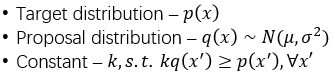 • Target distribution – p(x)
• Proposal distribution – q(x) ~ N(μ, σ²)
• Constant – k, s.t. kq(x′) ≥ p(x′), ∀x′